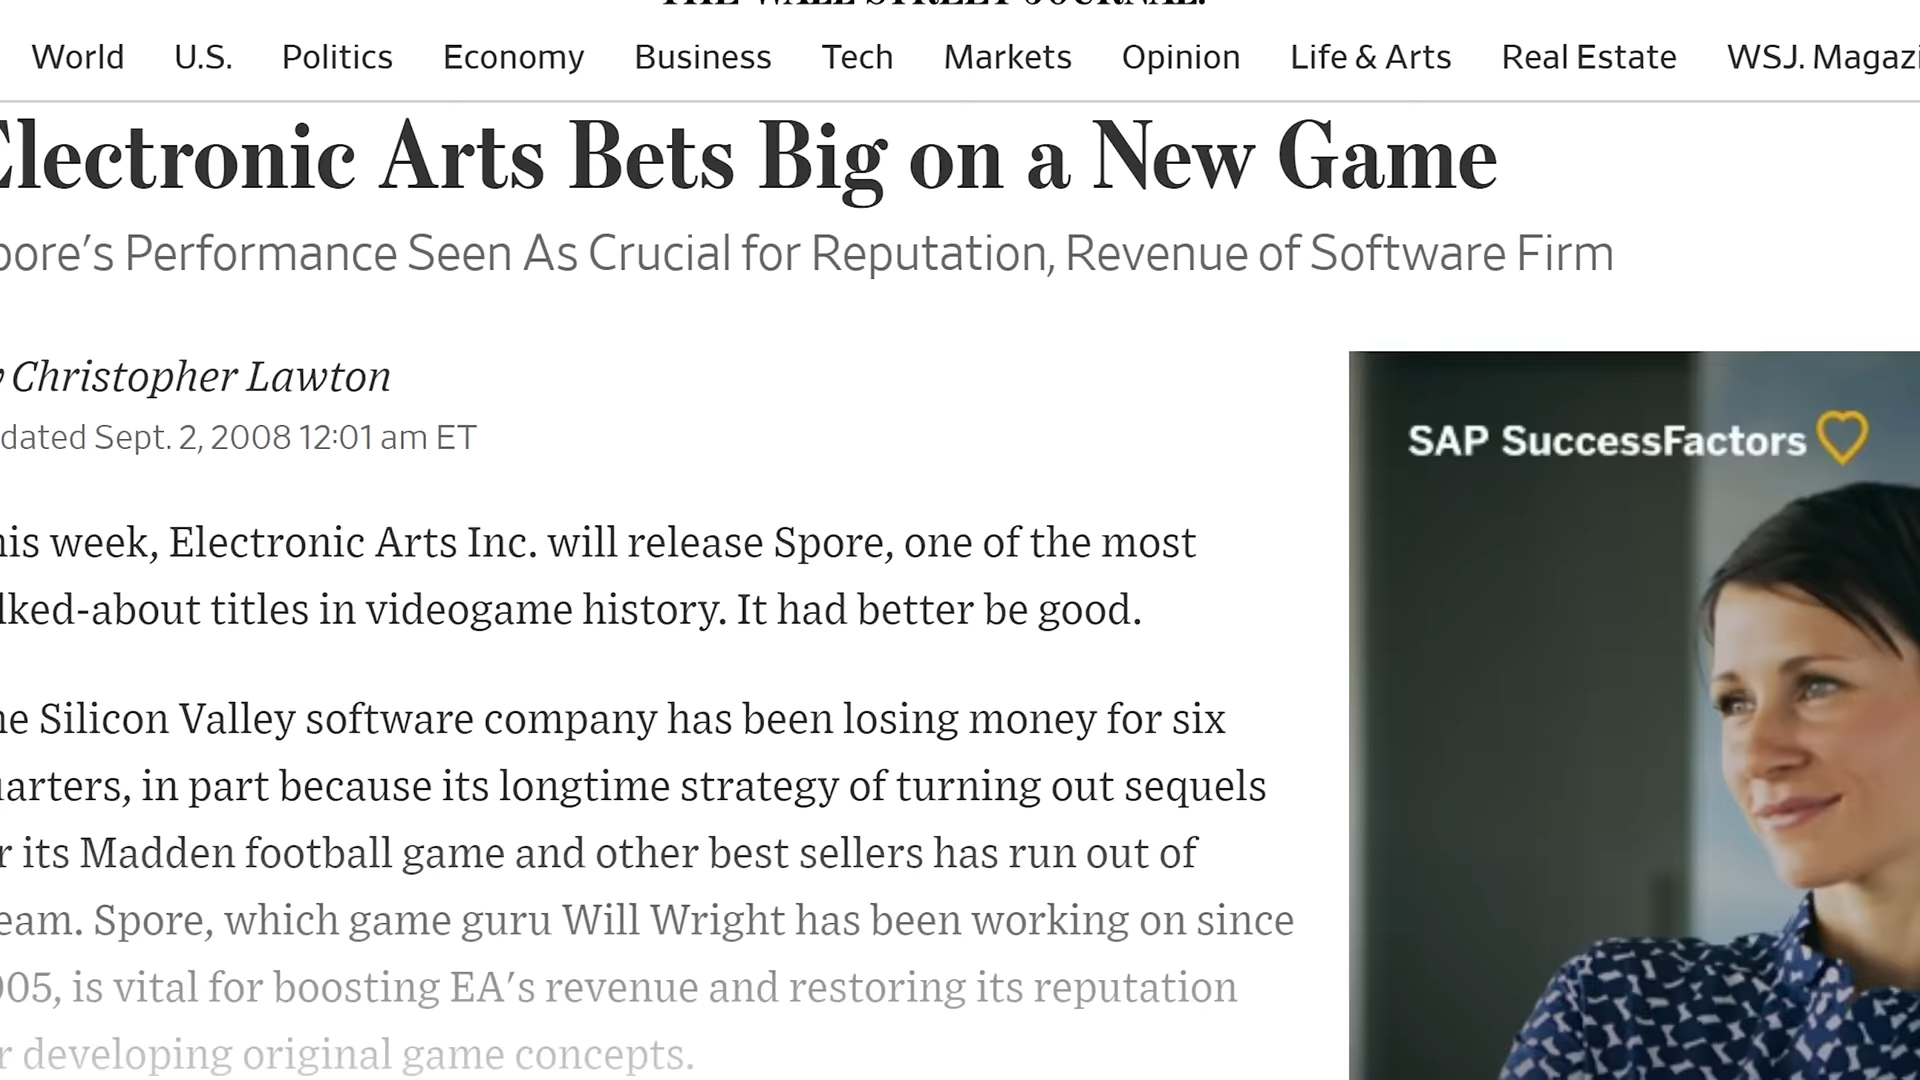 THE WALL STREET JOURNAL.
World U.S. Politics Economy Business Tech Markets Opinion Life & Arts Real Estate WSJ. Magazi
Electronic Arts Bets Big on a New Game
pore's Performance Seen As Crucial for Reputation, Revenue of Software Firm
y Christopher Lawton
dated Sept. 2, 2008 12:01 am ET
SAP SuccessFactors
his week, Electronic Arts Inc. will release Spore, one of the most
lked-about titles in videogame history. It had better be good.
he Silicon Valley software company has been losing money for six
uarters, in part because its longtime strategy of turning out sequels
r its Madden football game and other best sellers has run out of
eam. Spore, which game guru Will Wright has been working on since
005, is vital for boosting EA's revenue and restoring its reputation
r developing original game concepts.